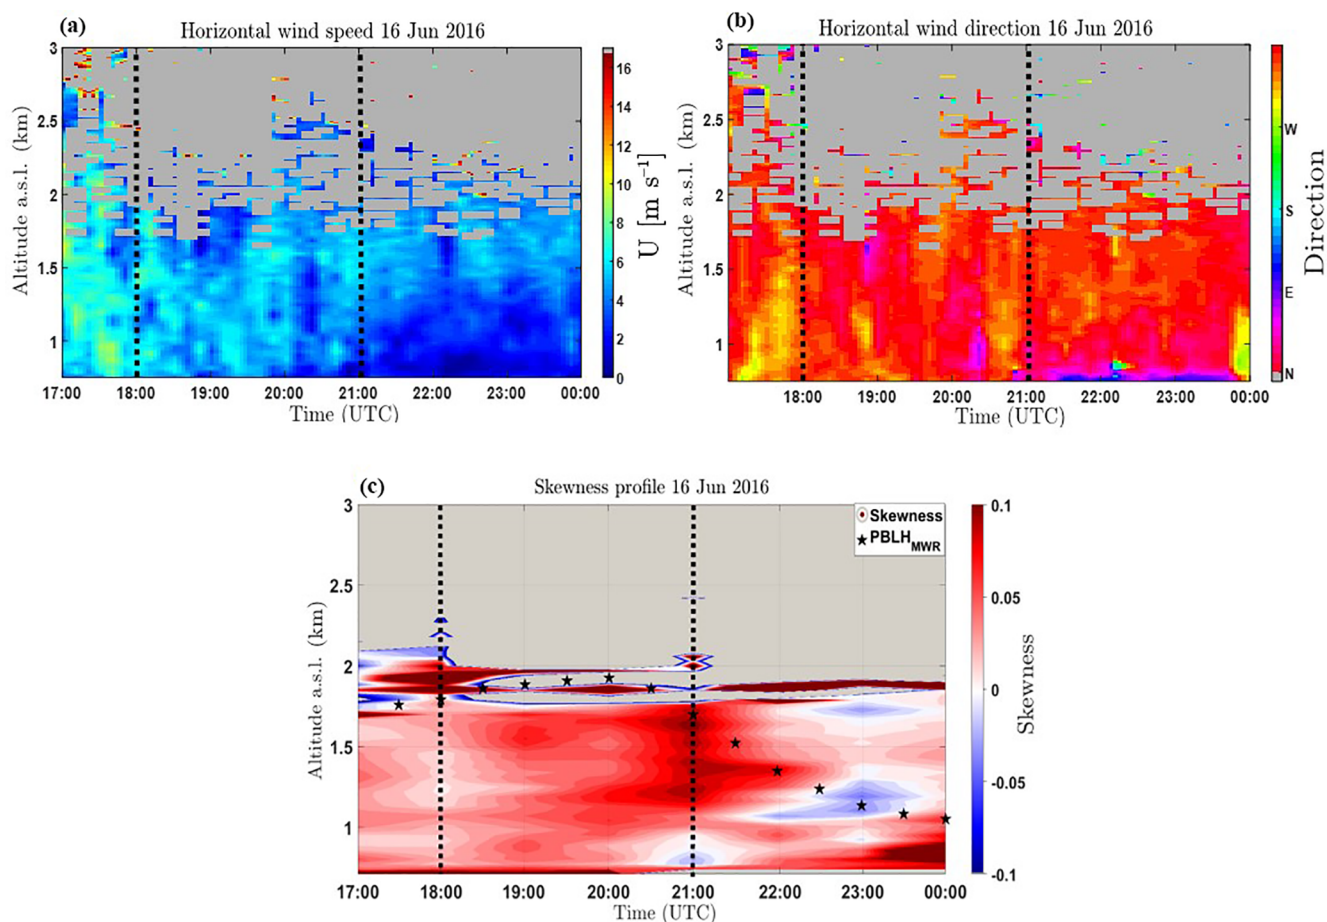 (a)
Horizontal wind speed 16 Jun 2016
3
2.5
2
1.5
1
Altitude a.s.l. (km)
17:00 18:00 19:00 20:00 21:00 22:00 23:00 00:00
Time (UTC)
16
14
12
10
8
6
4
2
0
U [m s⁻¹]
(b)
Horizontal wind direction 16 Jun 2016
3
2.5
2
1.5
1
Altitude a.s.l. (km)
18:00 19:00 20:00 21:00 22:00 23:00 00:00
Time (UTC)
W
S
E
N
Direction
(c)
Skewness profile 16 Jun 2016
3
2.5
2
1.5
1
Altitude a.s.l. (km)
17:00 18:00 19:00 20:00 21:00 22:00 23:00 00:00
Time (UTC)
Skewness
PBLH_MWR
0.1
0.05
0
-0.05
-0.1
Skewness